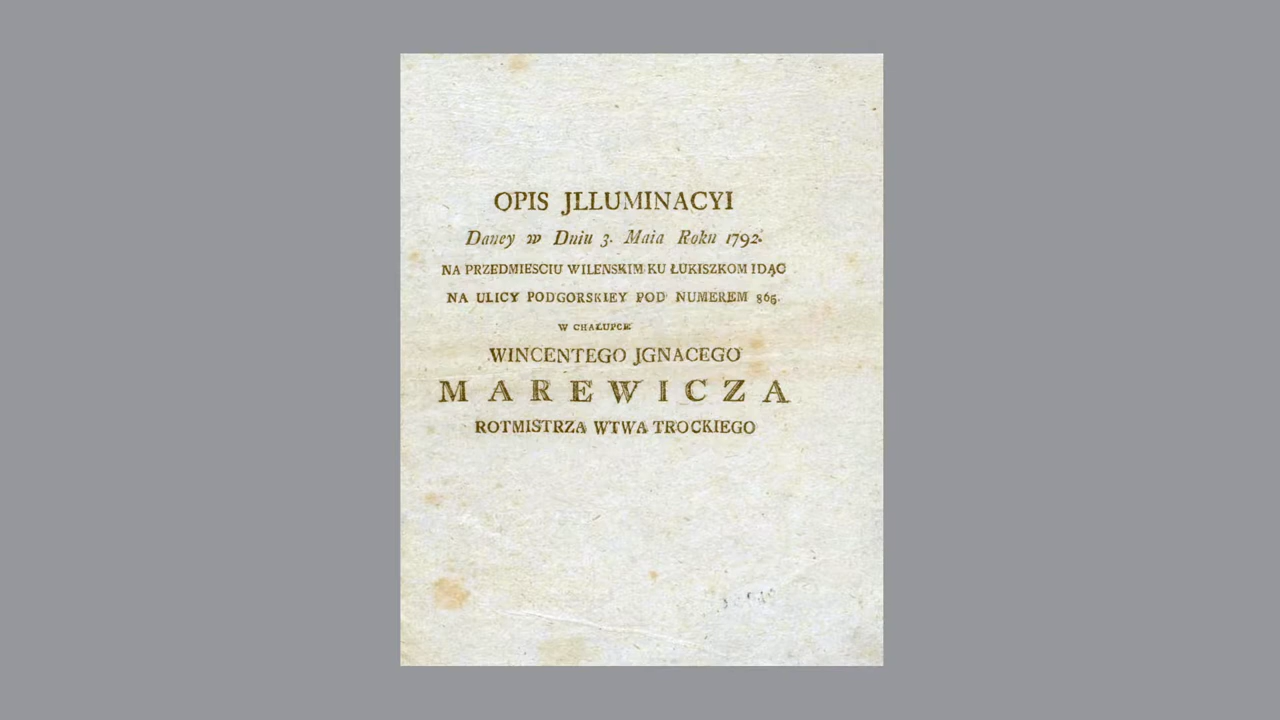 OPIS JLLUMINACYI
Daney w Dniu 3. Maia Roku 1792.
NA PRZEDMIESCIU WILENSKIM KU ŁUKISZKOM IDĄC
NA ULICY PODGORSKIEY POD NUMEREM 865.
W CHAŁUPCE
WINCENTEGO JGNACEGO
MAREWICZA
ROTMISTRZA WTWA TROCKIEGO